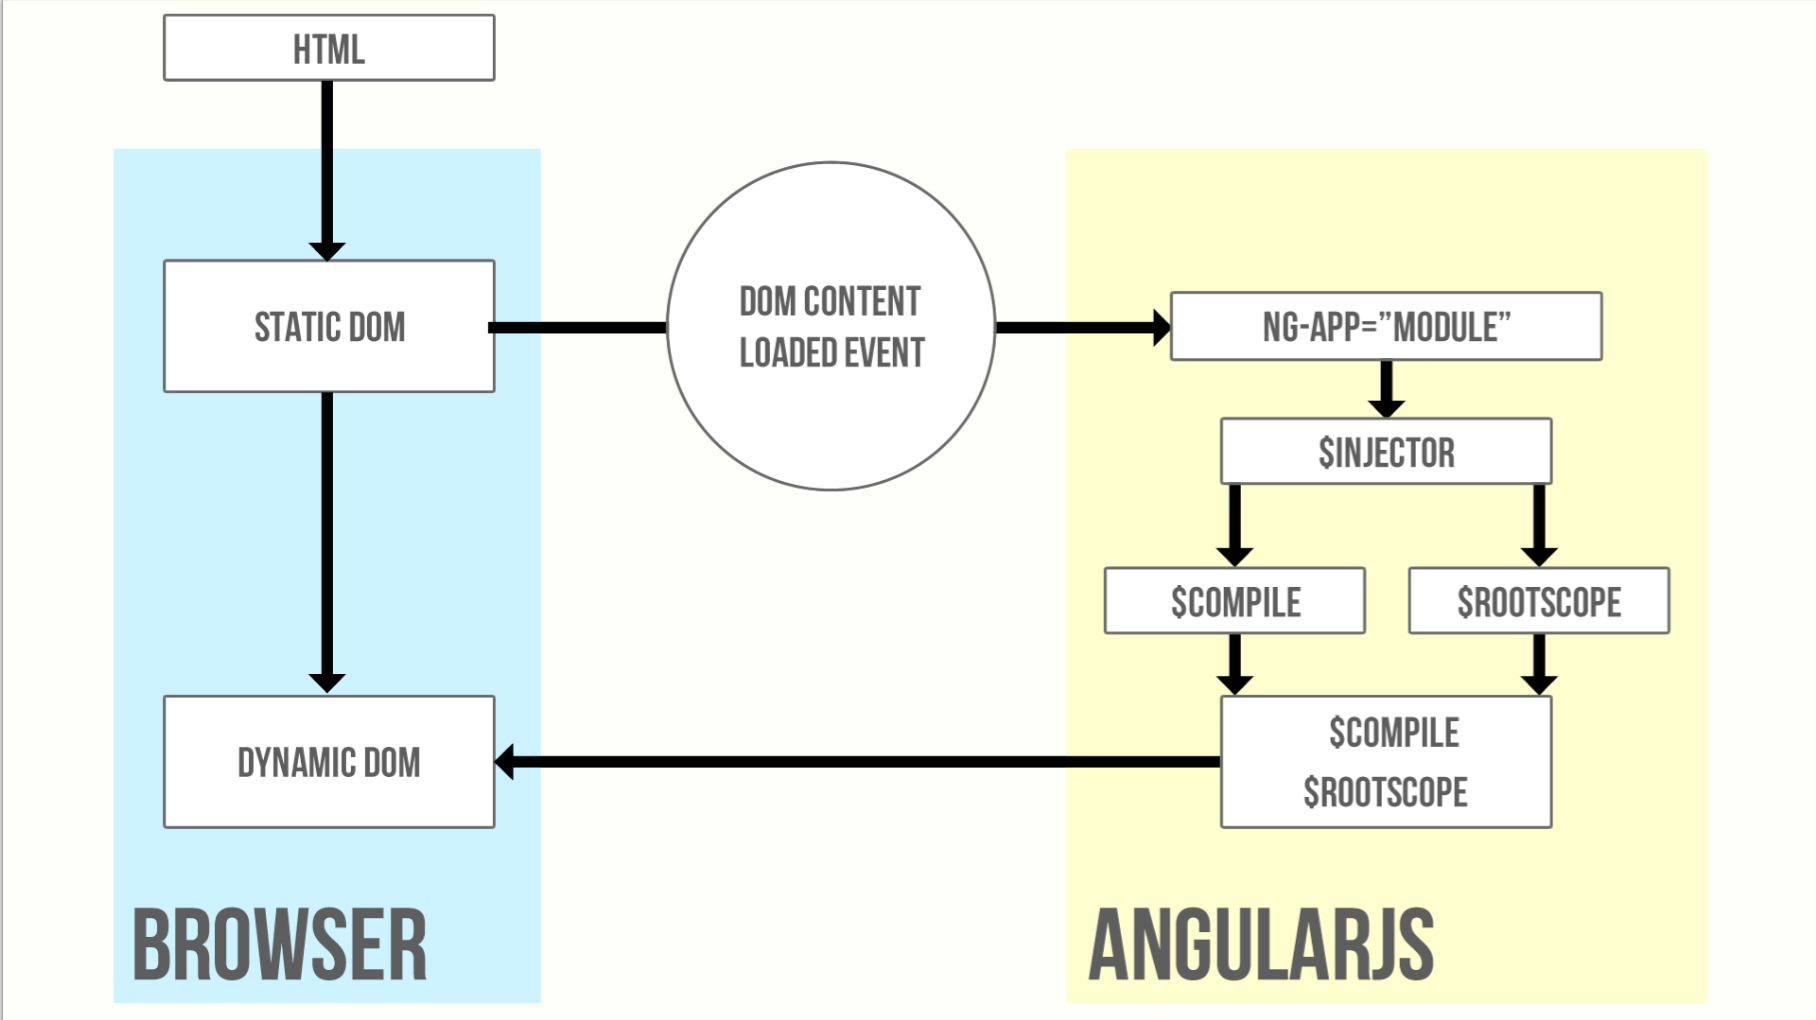 HTML
STATIC DOM
DOM CONTENT
LOADED EVENT
NG-APP=”MODULE”
$INJECTOR
$COMPILE
$ROOTSCOPE
DYNAMIC DOM
$COMPILE
$ROOTSCOPE
BROWSER
ANGULARJS